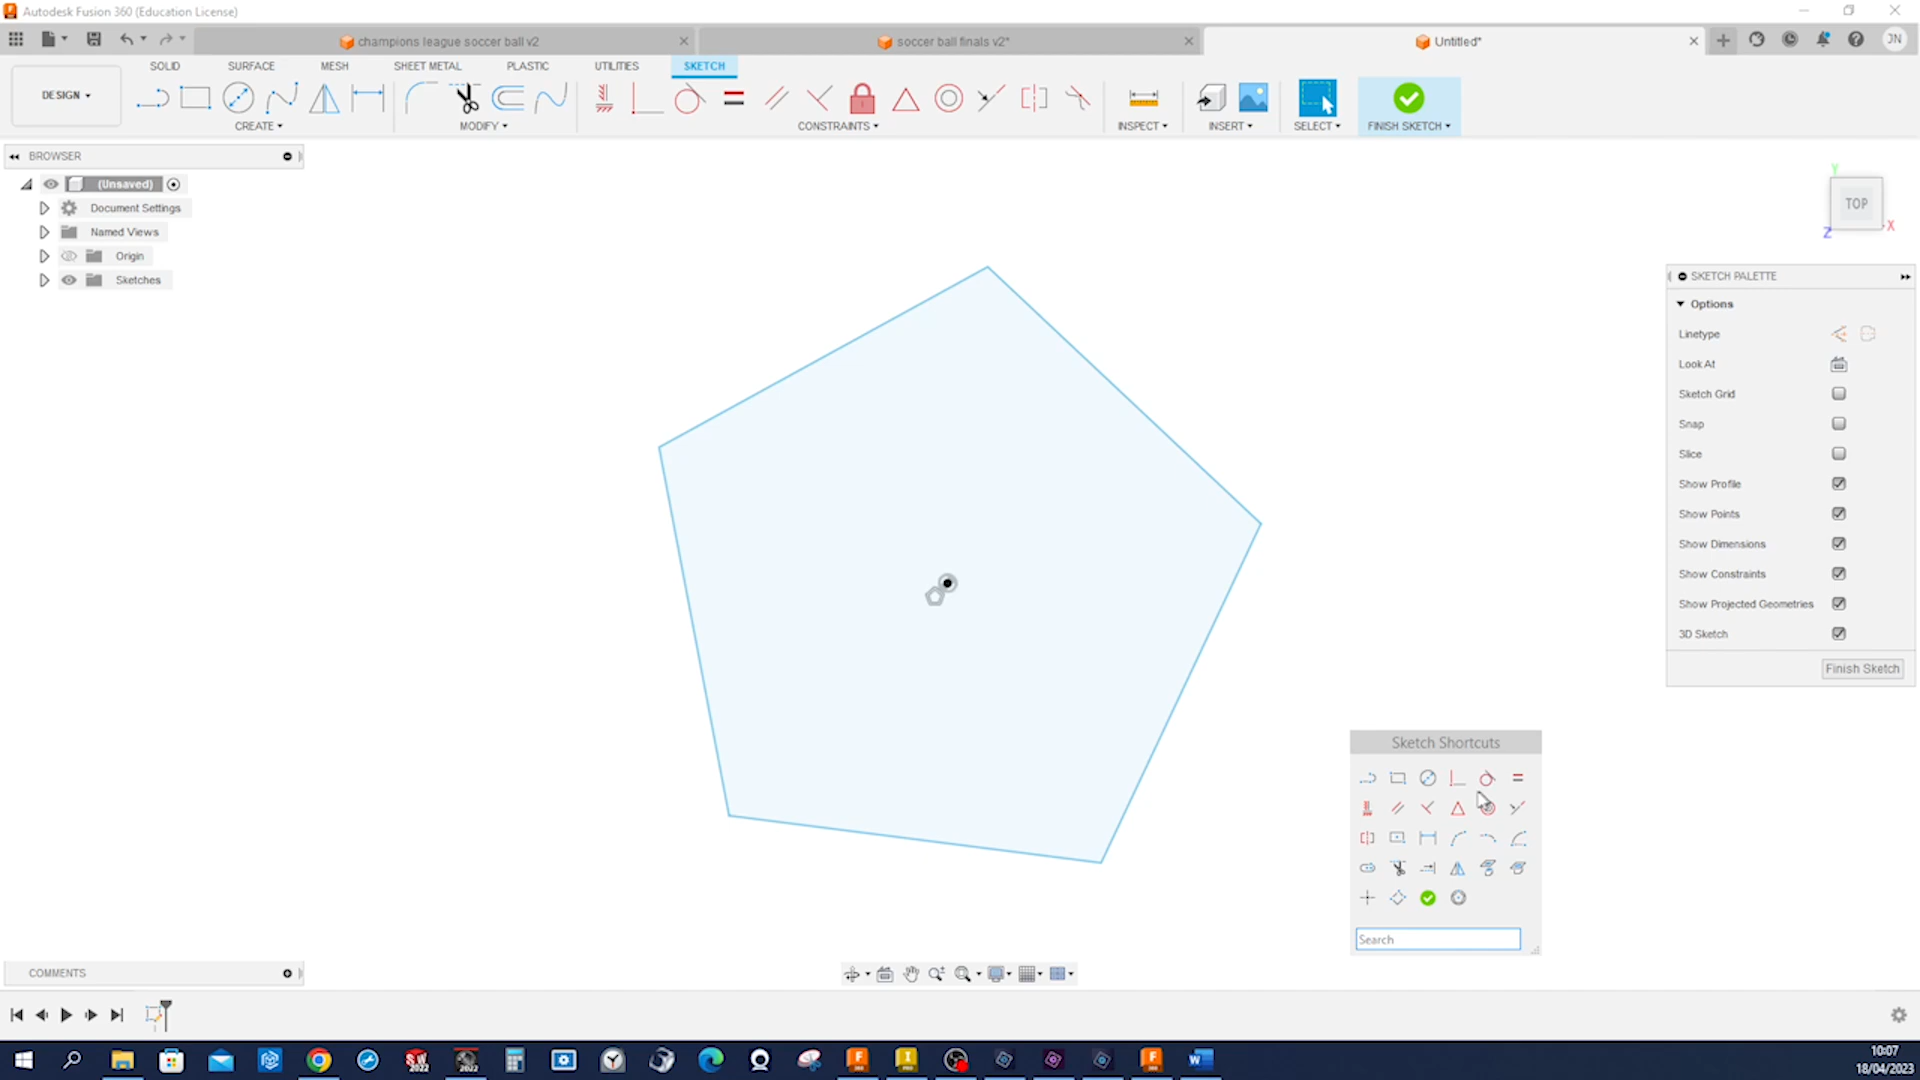 Autodesk Fusion 360 (Education License)
champions league soccer ball v2
soccer ball finals v2*
Untitled*
JN
SOLID
SURFACE
MESH
SHEET METAL
PLASTIC
UTILITIES
SKETCH
DESIGN
CREATE
MODIFY
CONSTRAINTS
INSPECT
INSERT
SELECT
FINISH SKETCH
BROWSER
(Unsaved)
Document Settings
Named Views
Origin
Sketches
Y
TOP
Z
X
SKETCH PALETTE
Options
Linetype
Look At
Sketch Grid
Snap
Slice
Show Profile
Show Points
Show Dimensions
Show Constraints
Show Projected Geometries
3D Sketch
Finish Sketch
Sketch Shortcuts
Search
COMMENTS
10:07
18/04/2023